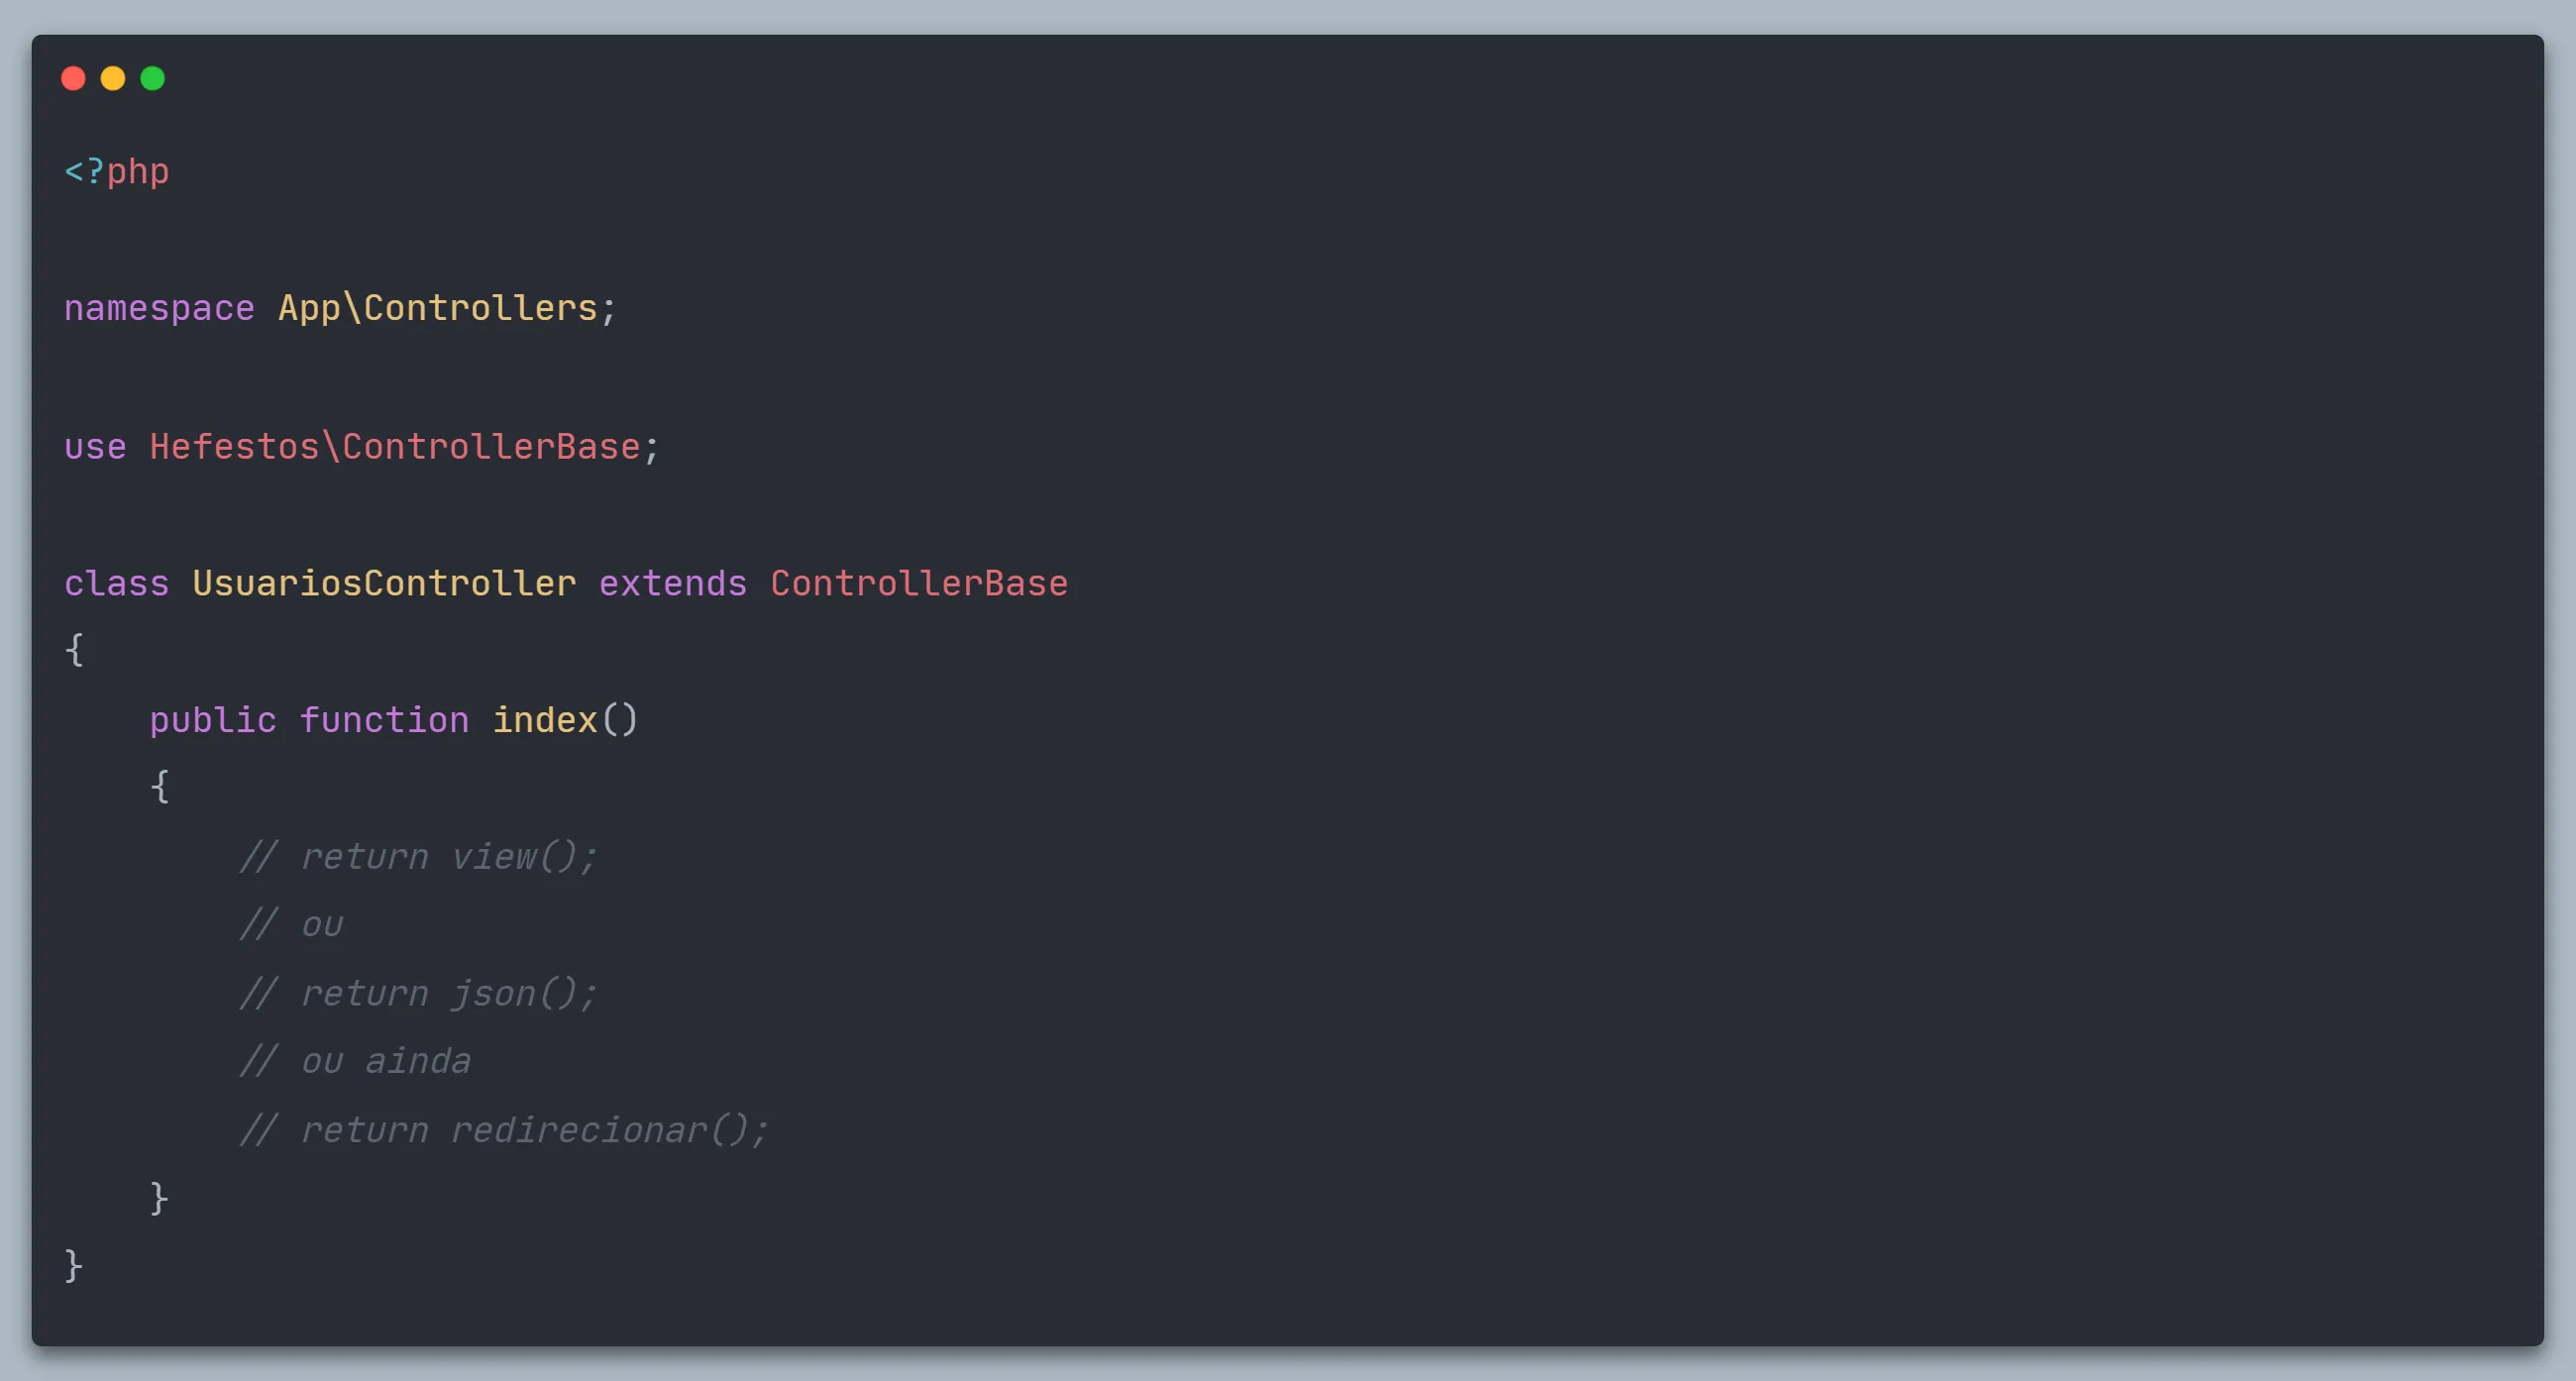 <?php
namespace App\Controllers;
use Hefestos\ControllerBase;
class UsuariosController extends ControllerBase
{
    public function index()
    {
        // return view();
        // ou
        // return json();
        // ou ainda
        // return redirecionar();
    }
}